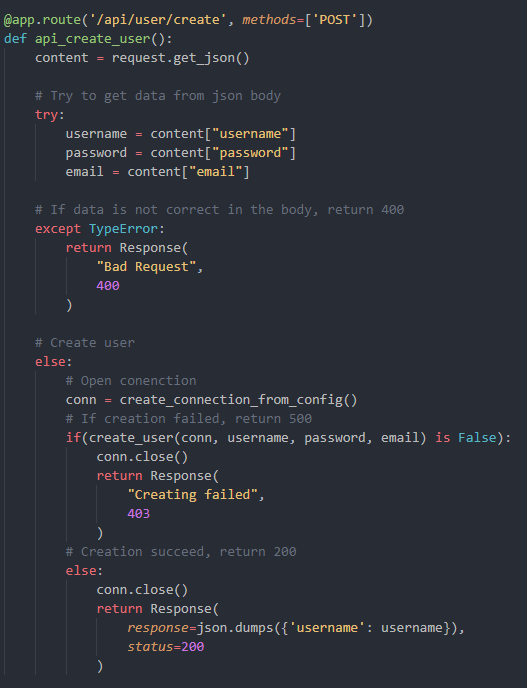 @app.route('/api/user/create', methods=['POST'])
def api_create_user():
    content = request.get_json()

    # Try to get data from json body
    try:
        username = content["username"]
        password = content["password"]
        email = content["email"]

    # If data is not correct in the body, return 400
    except TypeError:
        return Response(
            "Bad Request",
            400
        )

    # Create user
    else:
        # Open conenction
        conn = create_connection_from_config()
        # If creation failed, return 500
        if(create_user(conn, username, password, email) is False):
            conn.close()
            return Response(
                "Creating failed",
                403
            )
        # Creation succeed, return 200
        else:
            conn.close()
            return Response(
                response=json.dumps({'username': username}),
                status=200
            )